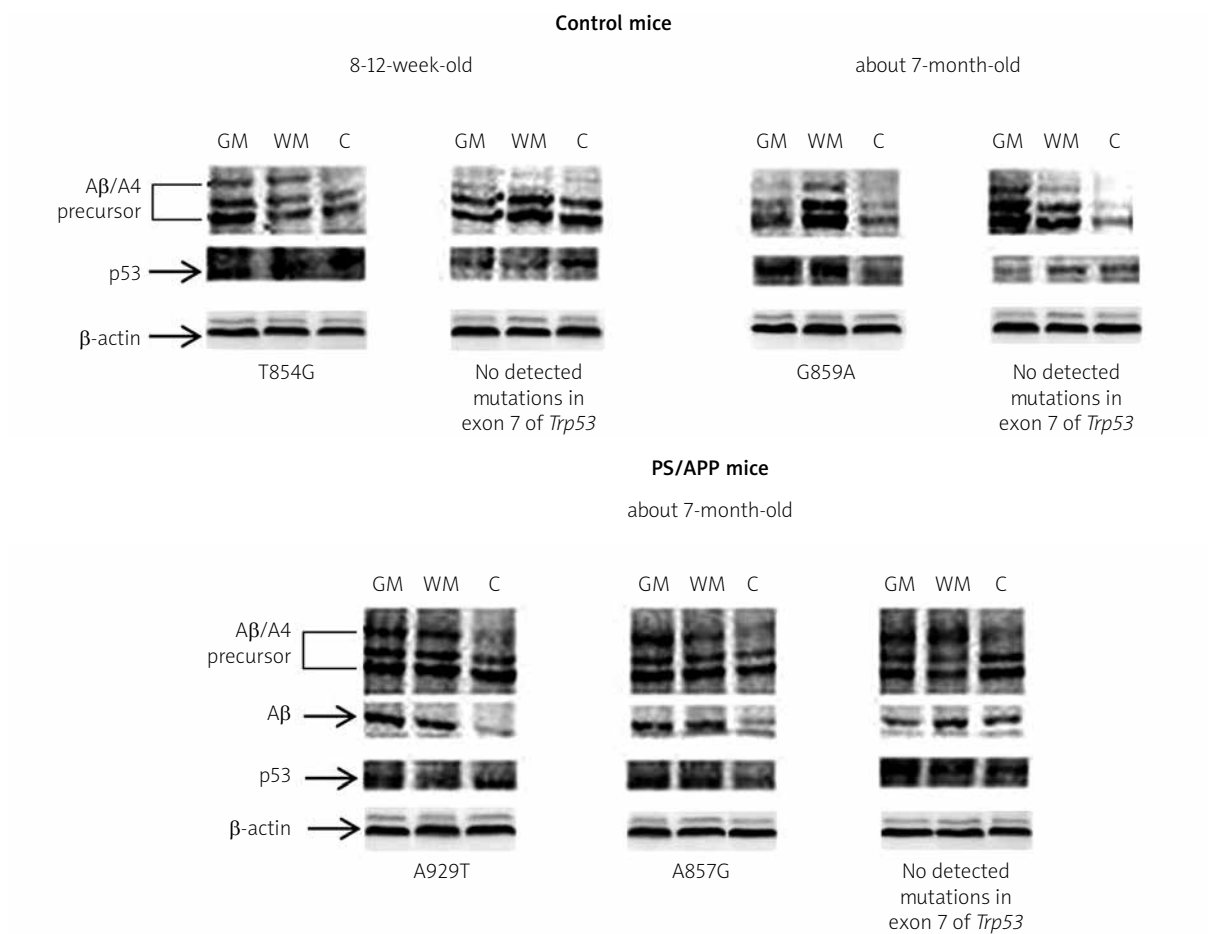 Control mice
8-12-week-old
about 7-month-old
GM WM C
GM WM C
GM WM C
GM WM C
Aβ/A4
precursor
p53
β-actin
T854G
No detected
mutations in
exon 7 of Trp53
G859A
No detected
mutations in
exon 7 of Trp53
PS/APP mice
about 7-month-old
GM WM C
GM WM C
GM WM C
Aβ/A4
precursor
Aβ
p53
β-actin
A929T
A857G
No detected
mutations in
exon 7 of Trp53